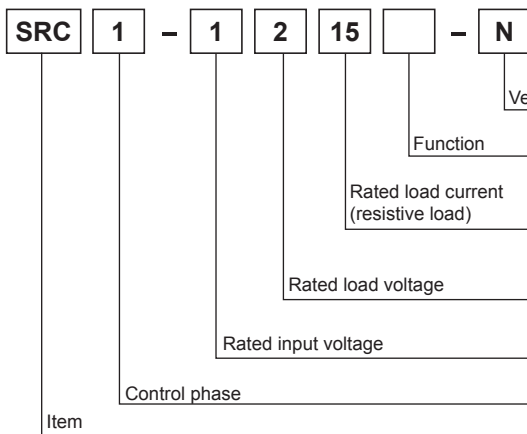 SRC 1 - 1 2 15 - N
Function
Rated load current
(resistive load)
Rated load voltage
Rated input voltage
Control phase
Item